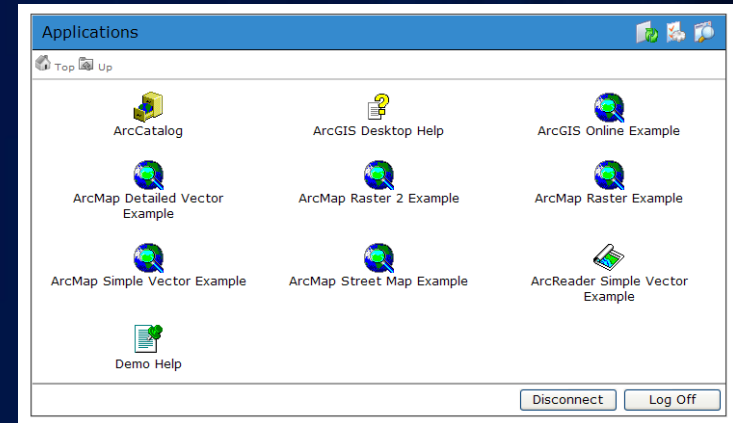 Applications
Top Up
ArcCatalog
ArcGIS Desktop Help
ArcGIS Online Example
ArcMap Detailed Vector
Example
ArcMap Raster 2 Example
ArcMap Raster Example
ArcMap Simple Vector Example
ArcMap Street Map Example
ArcReader Simple Vector
Example
Demo Help
Disconnect
Log Off